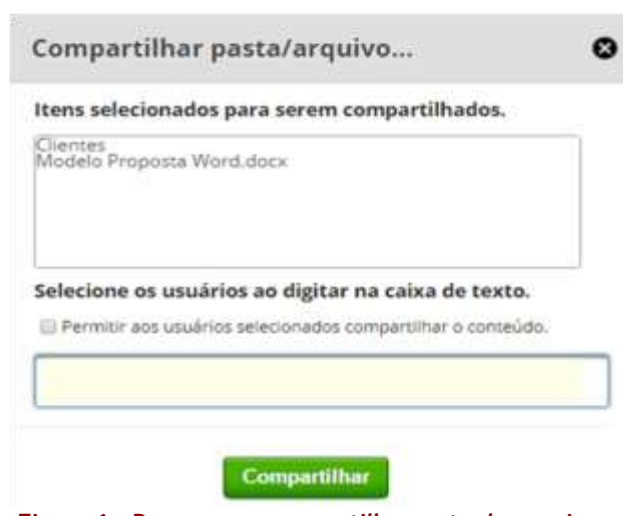 Compartilhar pasta/arquivo...
Itens selecionados para serem compartilhados.
Clientes
Modelo Proposta Word.docx
Selecione os usuários ao digitar na caixa de texto.
Permitir aos usuários selecionados compartilhar o conteúdo.
Compartilhar